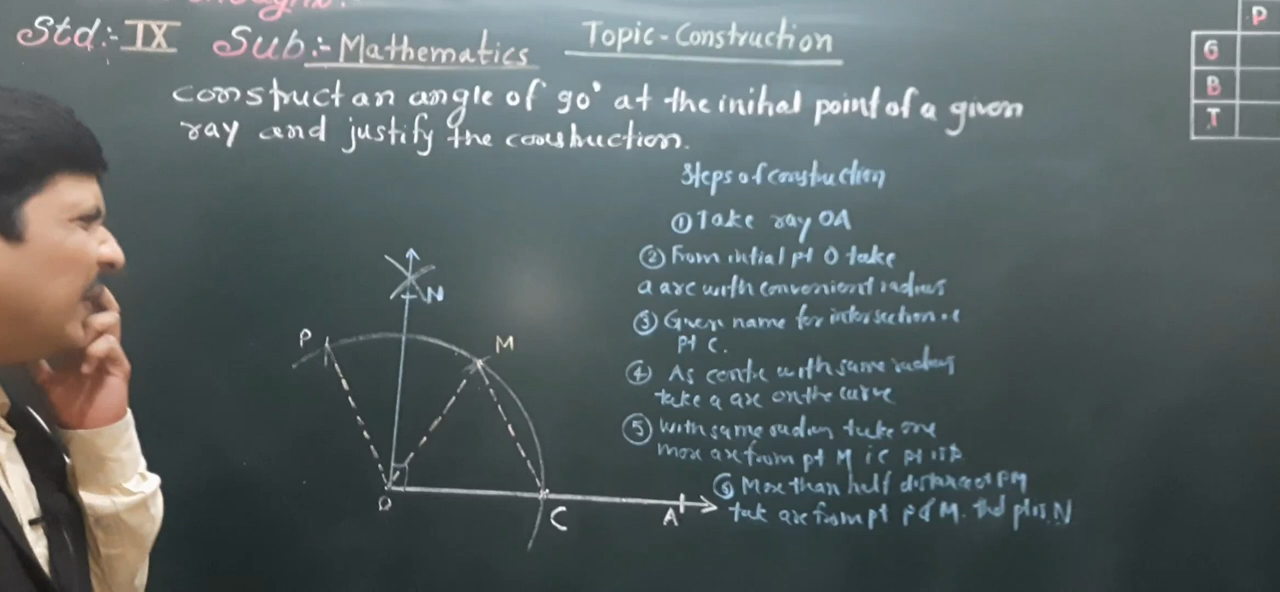 Std:- IX Sub:- Mathematics Topic - Construction
construct an angle of 90° at the initial point of a given
ray and justify the construction.
Steps of construction
① Take ray OA
② From intial pt O take
a arc with convenient radius
③ Given name for intersection i.e
pt C.
④ As centre with same radius
take a arc on the curve
⑤ With same radius take one
more arc from pt M i.e pt is P
⑥ More than half distance of PM
take arc from pt P & M. the pt is N
P
G
B
T
N
P
M
O
C
A